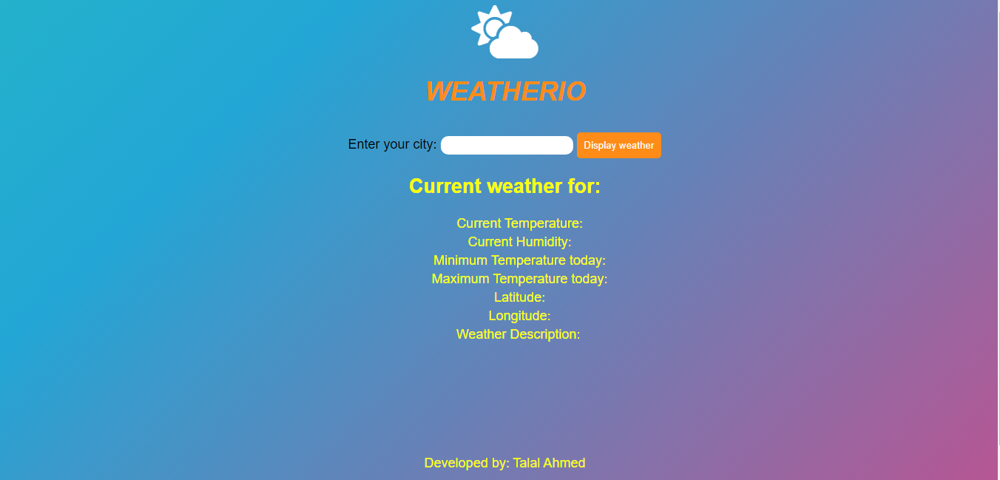 WEATHERIO
Enter your city: Display weather
Current weather for:
Current Temperature:
Current Humidity:
Minimum Temperature today:
Maximum Temperature today:
Latitude:
Longitude:
Weather Description:
Developed by: Talal Ahmed